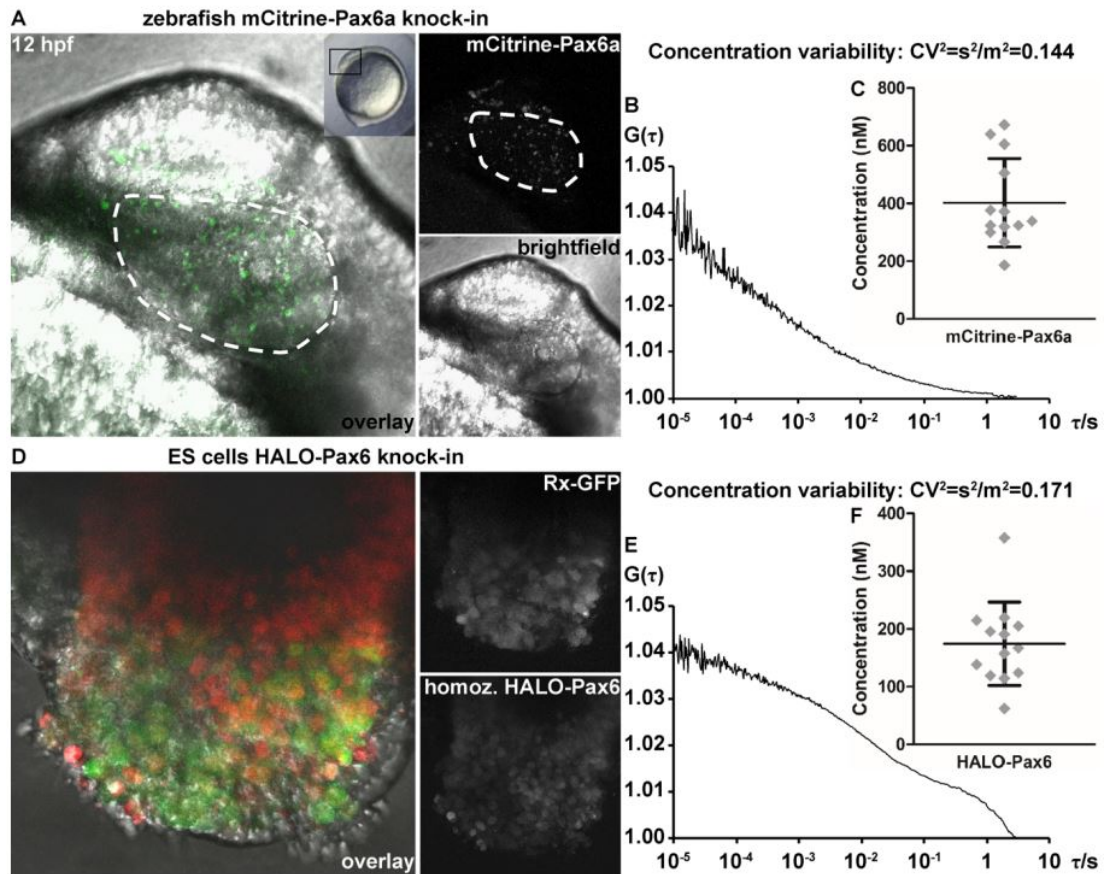 A
zebrafish mCitrine-Pax6a knock-in
12 hpf
overlay
mCitrine-Pax6a
brightfield
Concentration variability: CV²=s²/m²=0.144
B
G(τ)
1.05
1.04
1.03
1.02
1.01
1.00
10⁻⁵ 10⁻⁴ 10⁻³ 10⁻² 10⁻¹ 1 10 τ/s
C
Concentration (nM)
800
600
400
200
0
mCitrine-Pax6a
D
ES cells HALO-Pax6 knock-in
overlay
Rx-GFP
homoz. HALO-Pax6
Concentration variability: CV²=s²/m²=0.171
E
G(τ)
1.05
1.04
1.03
1.02
1.01
1.00
10⁻⁵ 10⁻⁴ 10⁻³ 10⁻² 10⁻¹ 1 10 τ/s
F
Concentration (nM)
400
300
200
100
0
HALO-Pax6